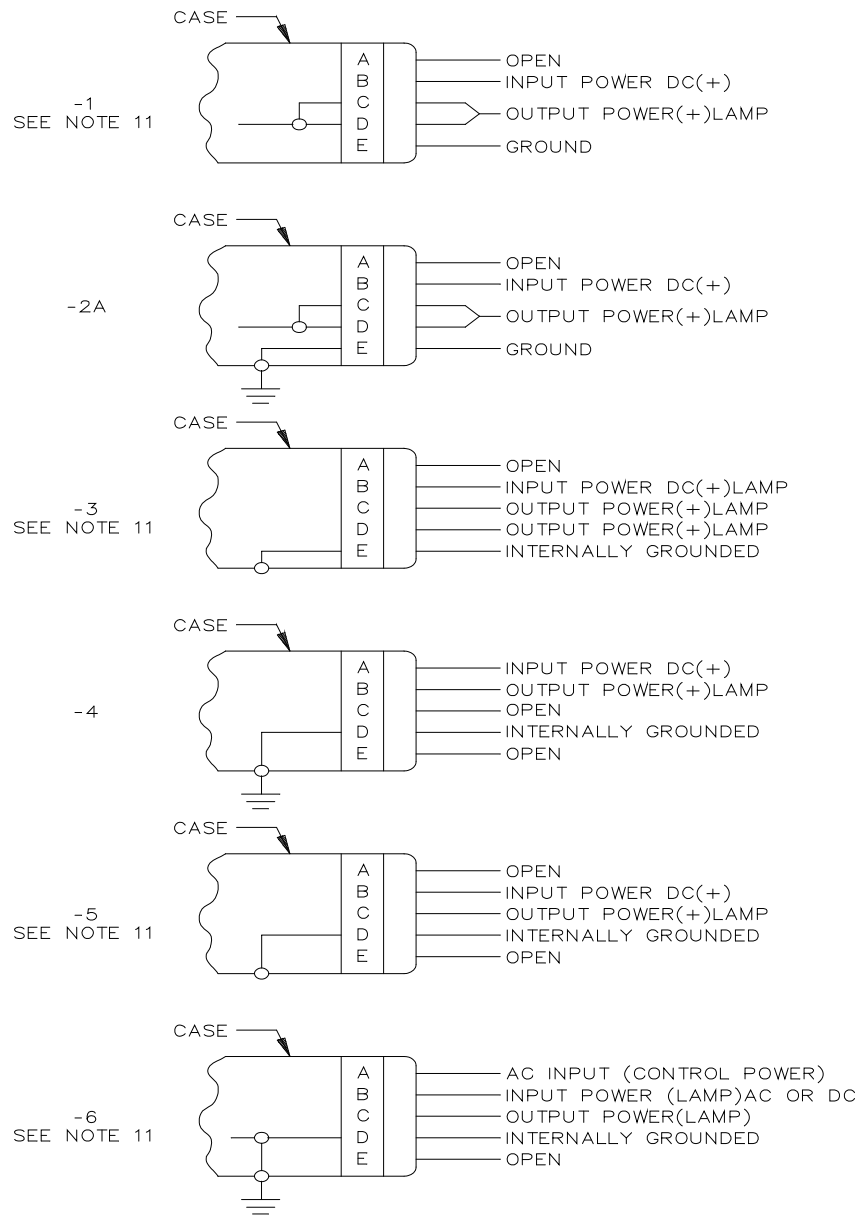 CASE
-1
SEE NOTE 11
A OPEN
B INPUT POWER DC(+)
C
OUTPUT POWER(+)LAMP
D
E GROUND
CASE
-2A
A OPEN
B INPUT POWER DC(+)
C
OUTPUT POWER(+)LAMP
D
E GROUND
CASE
-3
SEE NOTE 11
A OPEN
B INPUT POWER DC(+)LAMP
C OUTPUT POWER(+)LAMP
D OUTPUT POWER(+)LAMP
E INTERNALLY GROUNDED
CASE
-4
A INPUT POWER DC(+)
B OUTPUT POWER(+)LAMP
C OPEN
D INTERNALLY GROUNDED
E OPEN
CASE
-5
SEE NOTE 11
A OPEN
B INPUT POWER DC(+)
C OUTPUT POWER(+)LAMP
D INTERNALLY GROUNDED
E OPEN
CASE
-6
SEE NOTE 11
A AC INPUT (CONTROL POWER)
B INPUT POWER (LAMP)AC OR DC
C OUTPUT POWER(LAMP)
D INTERNALLY GROUNDED
E OPEN